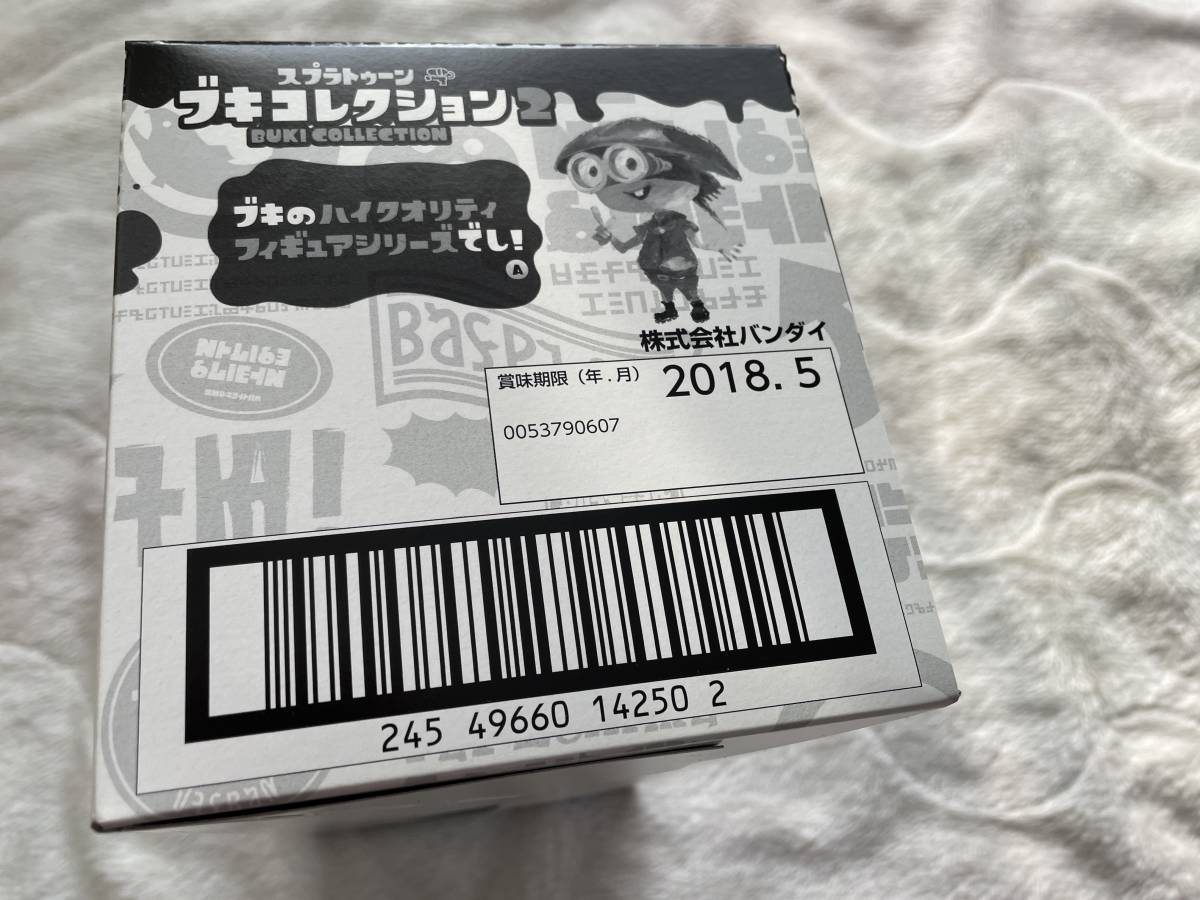 スプラトゥーン
ブキコレクション2
BUKI COLLECTION
ブキのハイクオリティ
フィギュアシリーズでし!
A
株式会社バンダイ
賞味期限(年.月) 2018.5
0053790607
245 49660 14250 2